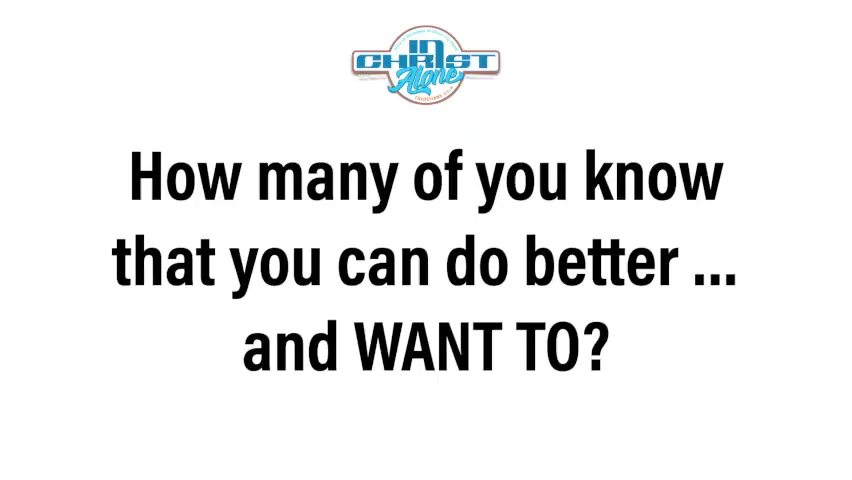 IN
CHRIST
Alone
How many of you know
that you can do better ...
and WANT TO?